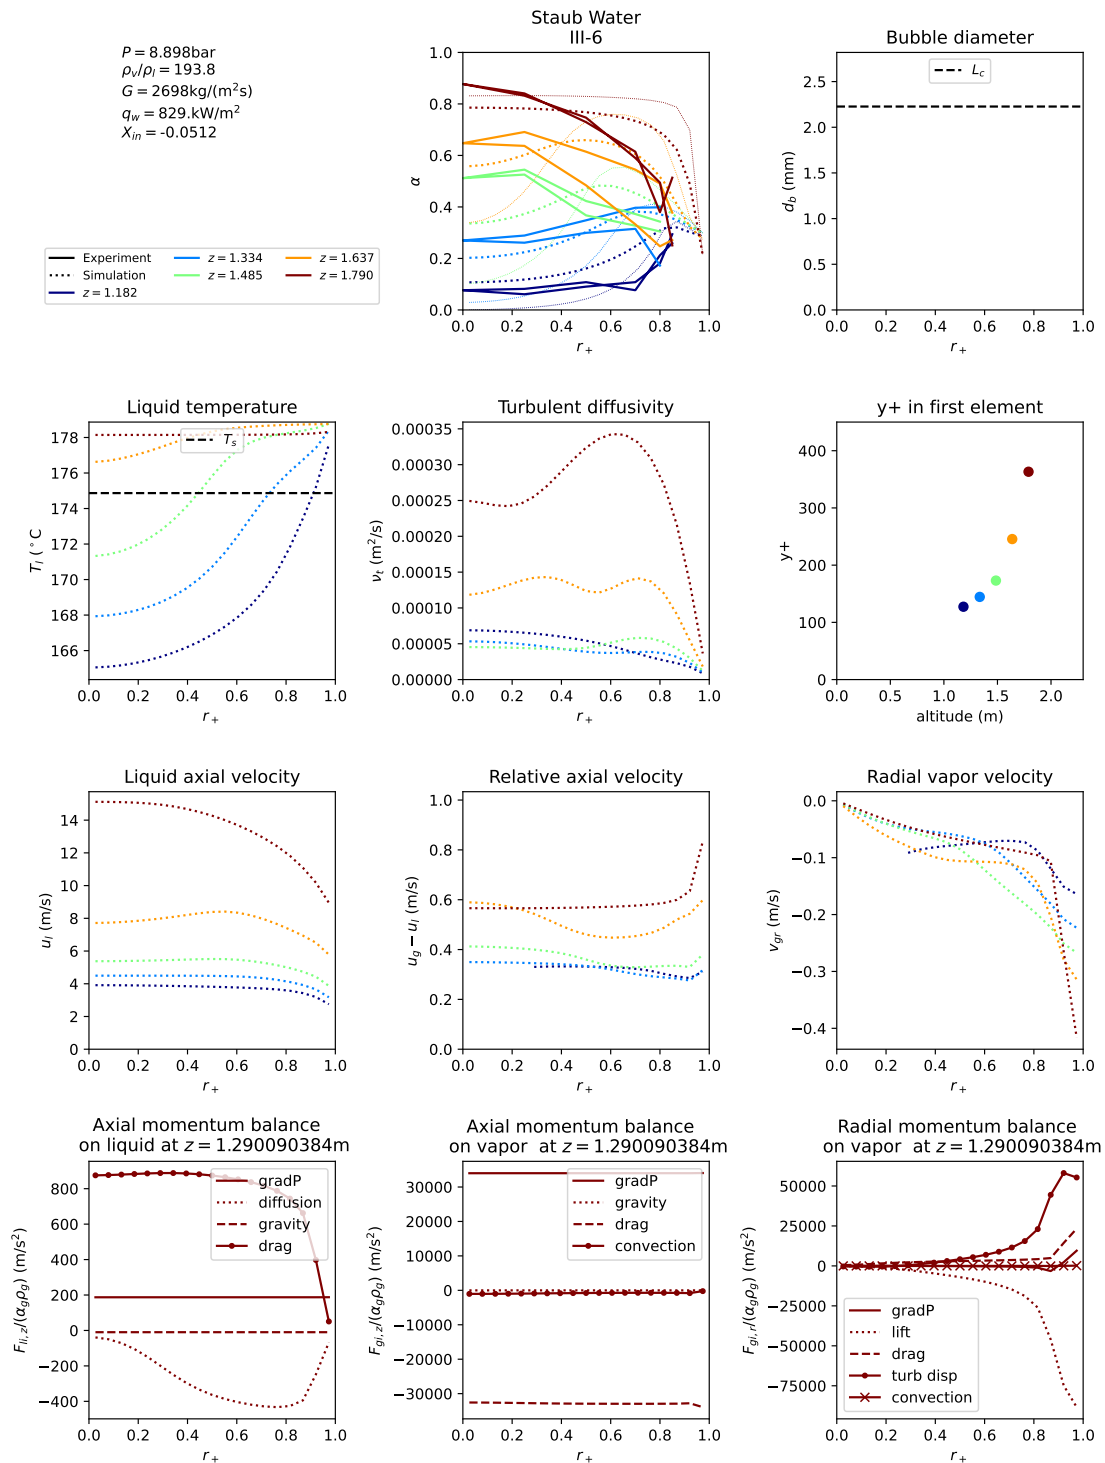 Staub Water
III-6
P = 8.898bar
ρv/ρl = 193.8
G = 2698kg/(m²s)
qw = 829.kW/m²
Xin = -0.0512
Experiment
Simulation
z = 1.182
z = 1.334
z = 1.485
z = 1.637
z = 1.790
1.0
0.8
0.6
0.4
0.2
0.0
α
0.0 0.2 0.4 0.6 0.8 1.0
r+
Bubble diameter
Lc
2.5
2.0
1.5
1.0
0.5
0.0
db (mm)
0.0 0.2 0.4 0.6 0.8 1.0
r+
Liquid temperature
Ts
178
176
174
172
170
168
166
Tl (°C
0.0 0.2 0.4 0.6 0.8 1.0
r+
Turbulent diffusivity
0.00035
0.00030
0.00025
0.00020
0.00015
0.00010
0.00005
0.00000
νt (m²/s)
0.0 0.2 0.4 0.6 0.8 1.0
r+
y+ in first element
400
300
200
100
0
y+
0.0 0.5 1.0 1.5 2.0
altitude (m)
Liquid axial velocity
14
12
10
8
6
4
2
0
ul (m/s)
0.0 0.2 0.4 0.6 0.8 1.0
r+
Relative axial velocity
1.0
0.8
0.6
0.4
0.2
0.0
ug − ul (m/s)
0.0 0.2 0.4 0.6 0.8 1.0
r+
Radial vapor velocity
0.0
−0.1
−0.2
−0.3
−0.4
vgr (m/s)
0.0 0.2 0.4 0.6 0.8 1.0
r+
Axial momentum balance
on liquid at z = 1.290090384m
gradP
diffusion
gravity
drag
800
600
400
200
0
−200
−400
Fli,z/(αgρg) (m/s²)
0.0 0.2 0.4 0.6 0.8 1.0
r+
Axial momentum balance
on vapor at z = 1.290090384m
gradP
gravity
drag
convection
30000
20000
10000
0
−10000
−20000
−30000
Fgi,z/(αgρg) (m/s²)
0.0 0.2 0.4 0.6 0.8 1.0
r+
Radial momentum balance
on vapor at z = 1.290090384m
50000
25000
0
−25000
−50000
−75000
Fgi,r/(αgρg) (m/s²)
gradP
lift
drag
turb disp
convection
0.0 0.2 0.4 0.6 0.8 1.0
r+